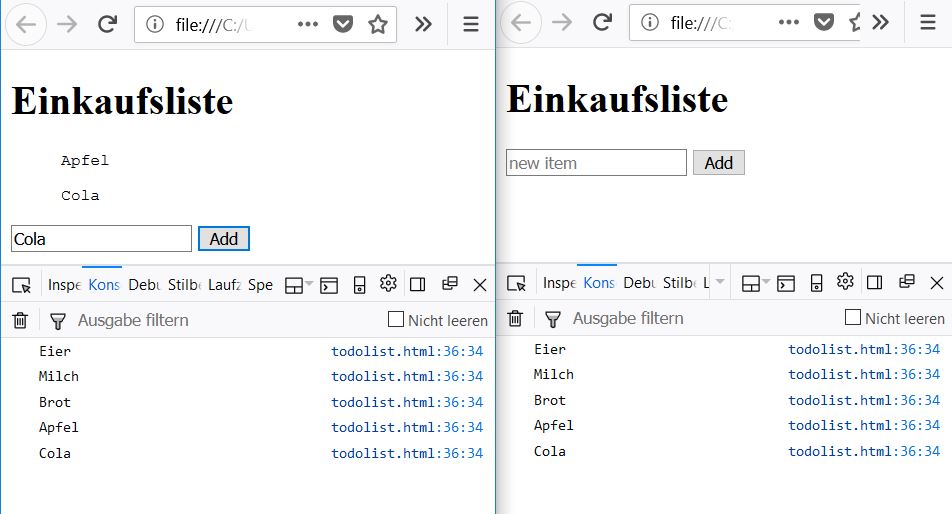 file:///C:/U
Einkaufsliste
Apfel
Cola
Cola Add
Inspe Kons Debu Stilbe Laufz Spe
Ausgabe filtern Nicht leeren
Eier todolist.html:36:34
Milch todolist.html:36:34
Brot todolist.html:36:34
Apfel todolist.html:36:34
Cola todolist.html:36:34
file:///C:
Einkaufsliste
new item Add
Inspe Kons Debu Stilbe L
Ausgabe filtern Nicht leeren
Eier todolist.html:36:34
Milch todolist.html:36:34
Brot todolist.html:36:34
Apfel todolist.html:36:34
Cola todolist.html:36:34